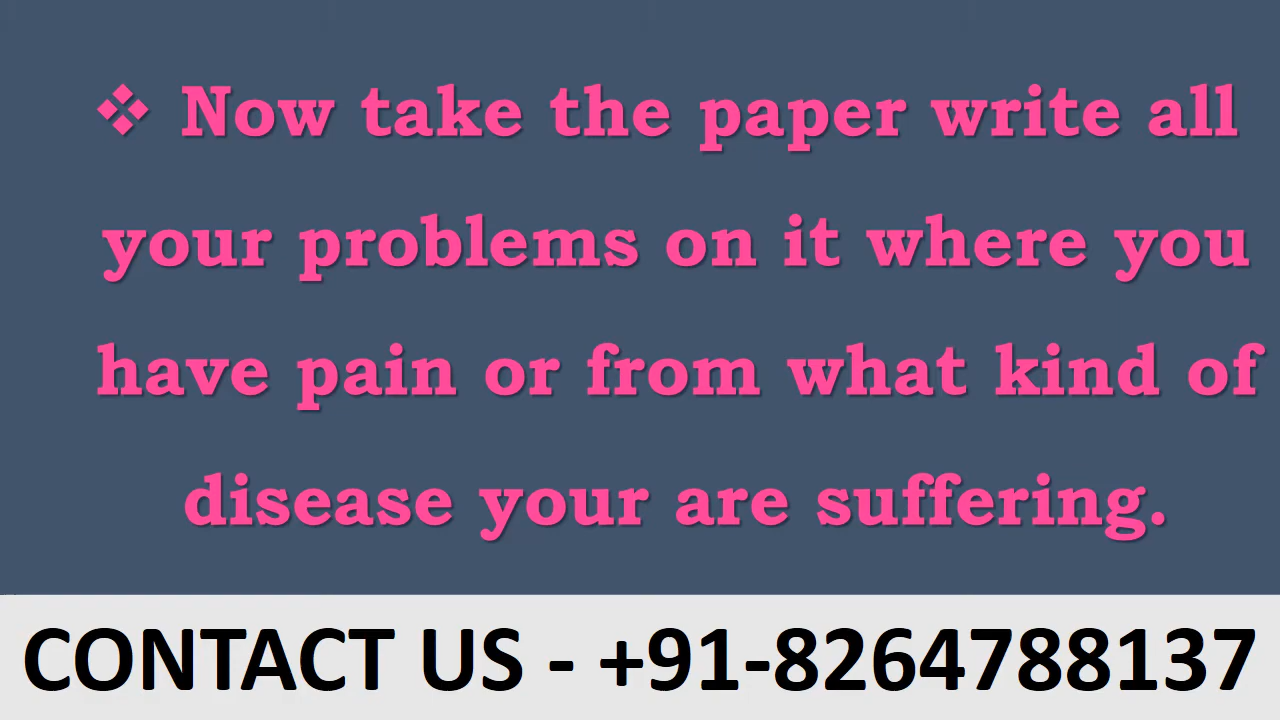 ❖ Now take the paper write all
your problems on it where you
have pain or from what kind of
disease your are suffering.
CONTACT US - +91-8264788137